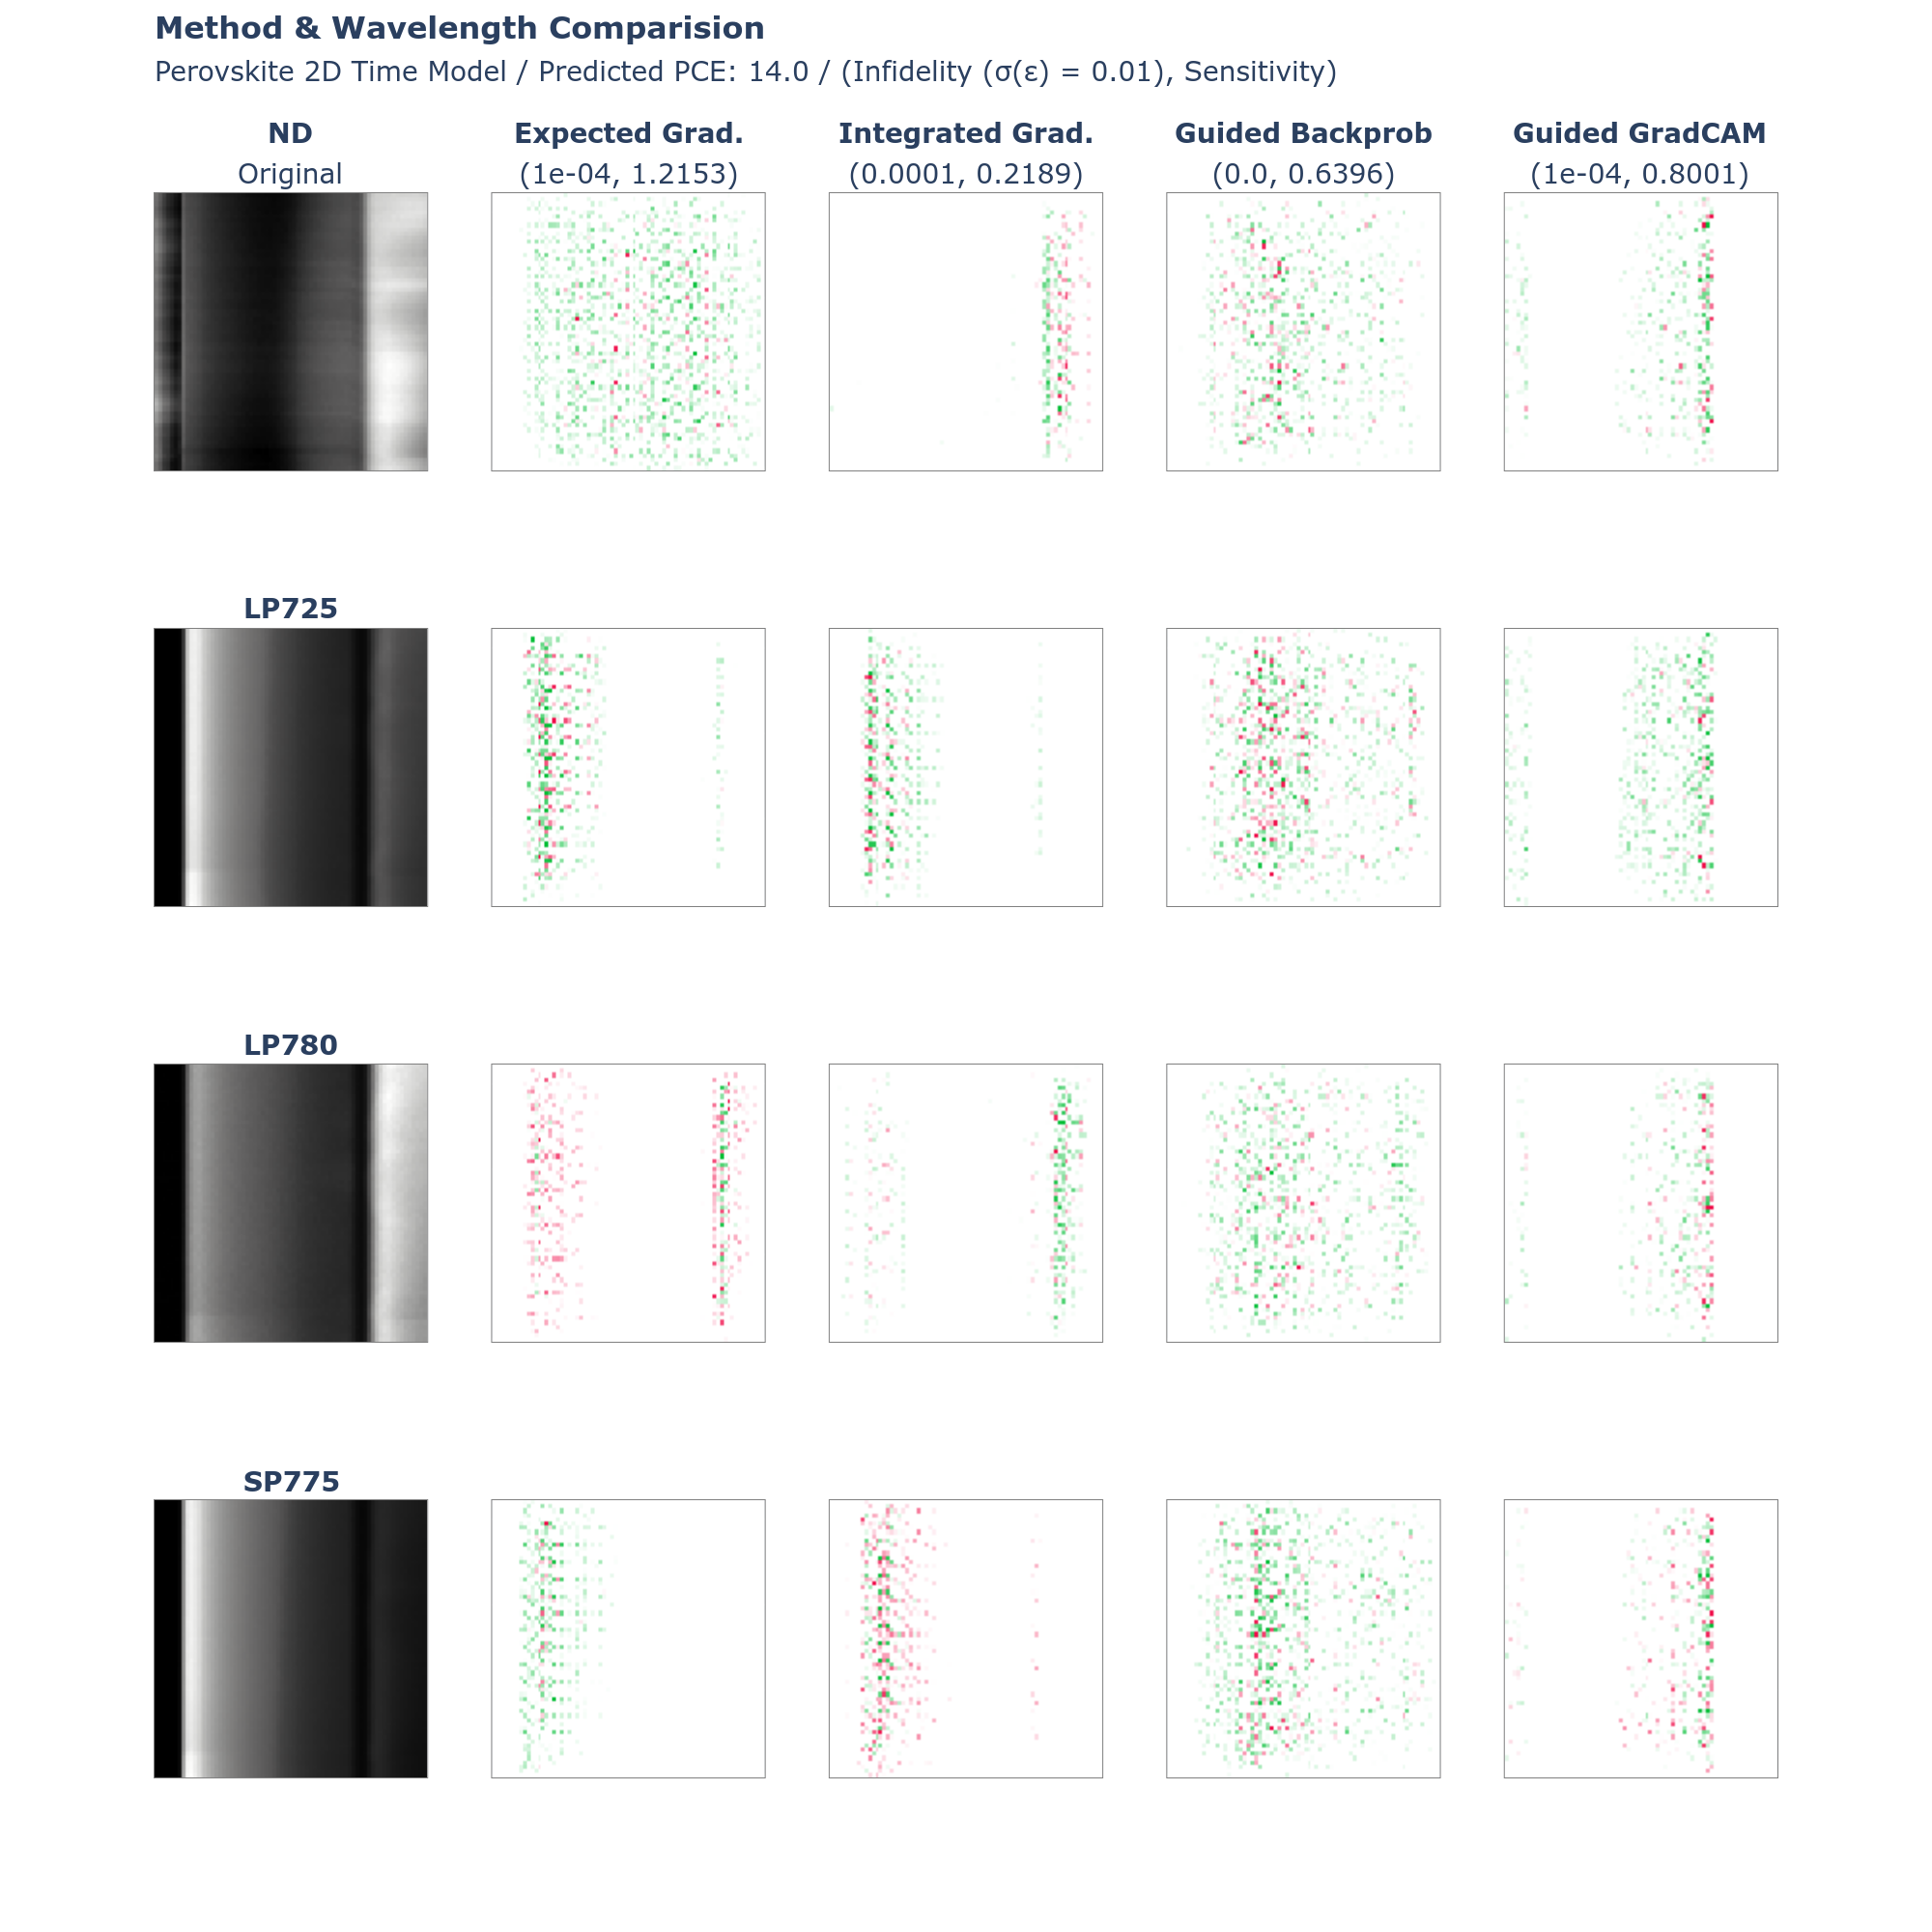 Method & Wavelength Comparision
Perovskite 2D Time Model / Predicted PCE: 14.0 / (Infidelity (σ(ε) = 0.01), Sensitivity)
ND Expected Grad. Integrated Grad. Guided Backprob Guided GradCAM
Original (1e-04, 1.2153) (0.0001, 0.2189) (0.0, 0.6396) (1e-04, 0.8001)
LP725
LP780
SP775